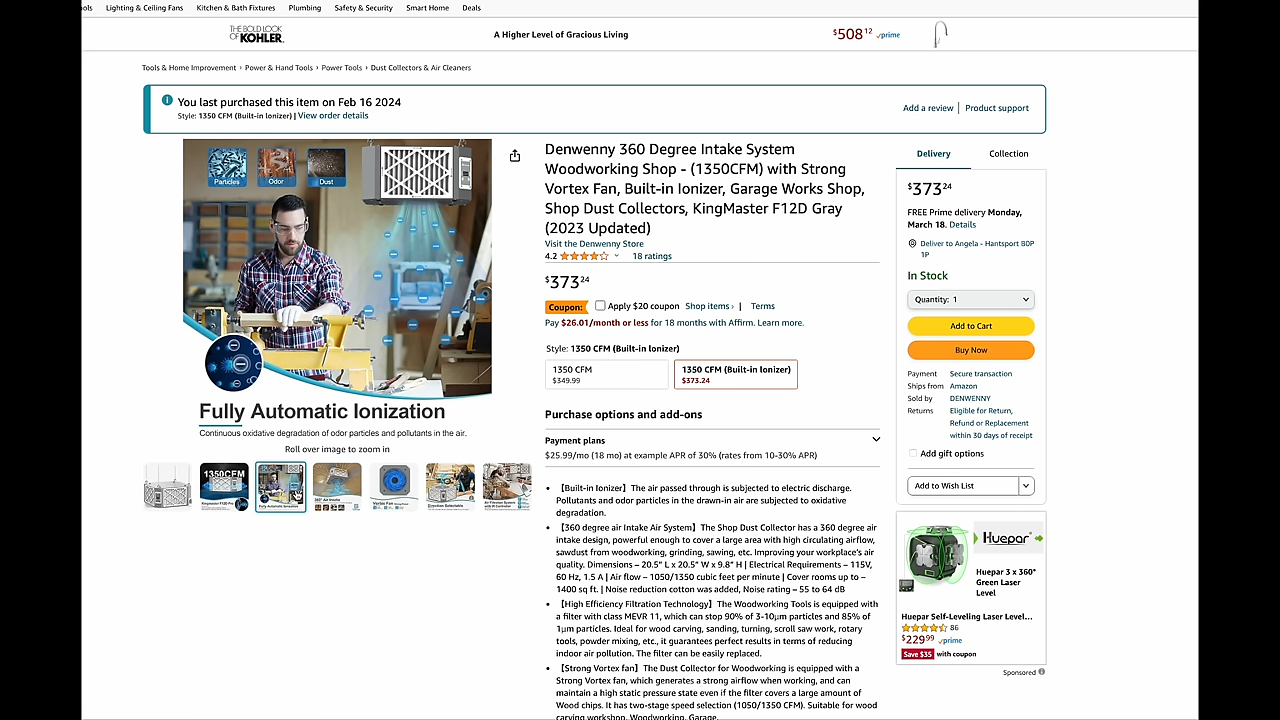 ols
Lighting & Ceiling Fans
Kitchen & Bath Fixtures
Plumbing
Safety & Security
Smart Home
Deals
THE BOLD LOOK
OF KOHLER.
A Higher Level of Gracious Living
$508 12 prime
Tools & Home Improvement › Power & Hand Tools › Power Tools › Dust Collectors & Air Cleaners
You last purchased this item on Feb 16 2024
Style: 1350 CFM (Built-in Ionizer) | View order details
Add a review | Product support
Particles
Odor
Dust
Fully Automatic Ionization
Continuous oxidative degradation of odor particles and pollutants in the air.
Roll over image to zoom in
1350CFM
Denwenny 360 Degree Intake System
Woodworking Shop - (1350CFM) with Strong
Vortex Fan, Built-in Ionizer, Garage Works Shop,
Shop Dust Collectors, KingMaster F12D Gray
(2023 Updated)
Visit the Denwenny Store
4.2 18 ratings
$373 24
Coupon: Apply $20 coupon Shop items › | Terms
Pay $26.01/month or less for 18 months with Affirm. Learn more.
Style: 1350 CFM (Built-in Ionizer)
1350 CFM
$349.99
1350 CFM (Built-in Ionizer)
$373.24
Purchase options and add-ons
Payment plans
$25.99/mo (18 mo) at example APR of 30% (rates from 10-30% APR)
• 【Built-in Ionizer】The air passed through is subjected to electric discharge.
Pollutants and odor particles in the drawn-in air are subjected to oxidative
degradation.
• 【360 degree air Intake Air System】The Shop Dust Collector has a 360 degree air
intake design, powerful enough to cover a large area with high circulating airflow,
sawdust from woodworking, grinding, sawing, etc. Improving your workplace's air
quality. Dimensions – 20.5" L x 20.5" W x 9.8" H | Electrical Requirements – 115V,
60 Hz, 1.5 A | Air flow – 1050/1350 cubic feet per minute | Cover rooms up to –
1400 sq ft. | Noise reduction cotton was added, Noise rating – 55 to 64 dB
• 【High Efficiency Filtration Technology】The Woodworking Tools is equipped with
a filter with class MEVR 11, which can stop 90% of 3-10μm particles and 85% of
1μm particles. Ideal for wood carving, sanding, turning, scroll saw work, rotary
tools, powder mixing, etc., it guarantees perfect results in terms of reducing
indoor air pollution. The filter can be easily replaced.
• 【Strong Vortex fan】The Dust Collector for Woodworking is equipped with a
Strong Vortex fan, which generates a strong airflow when working, and can
maintain a high static pressure state even if the filter covers a large amount of
Wood chips. It has two-stage speed selection (1050/1350 CFM). Suitable for wood
carving workshop, Woodworking, Garage.
Delivery
Collection
$373 24
FREE Prime delivery Monday,
March 18. Details
Deliver to Angela - Hantsport B0P
1P
In Stock
Quantity: 1
Add to Cart
Buy Now
Payment Secure transaction
Ships from Amazon
Sold by DENWENNY
Returns Eligible for Return,
Refund or Replacement
within 30 days of receipt
Add gift options
Add to Wish List
Huepar
Huepar 3 x 360°
Green Laser
Level
Huepar Self-Leveling Laser Level...
86
$229 99 prime
Save $35 with coupon
Sponsored